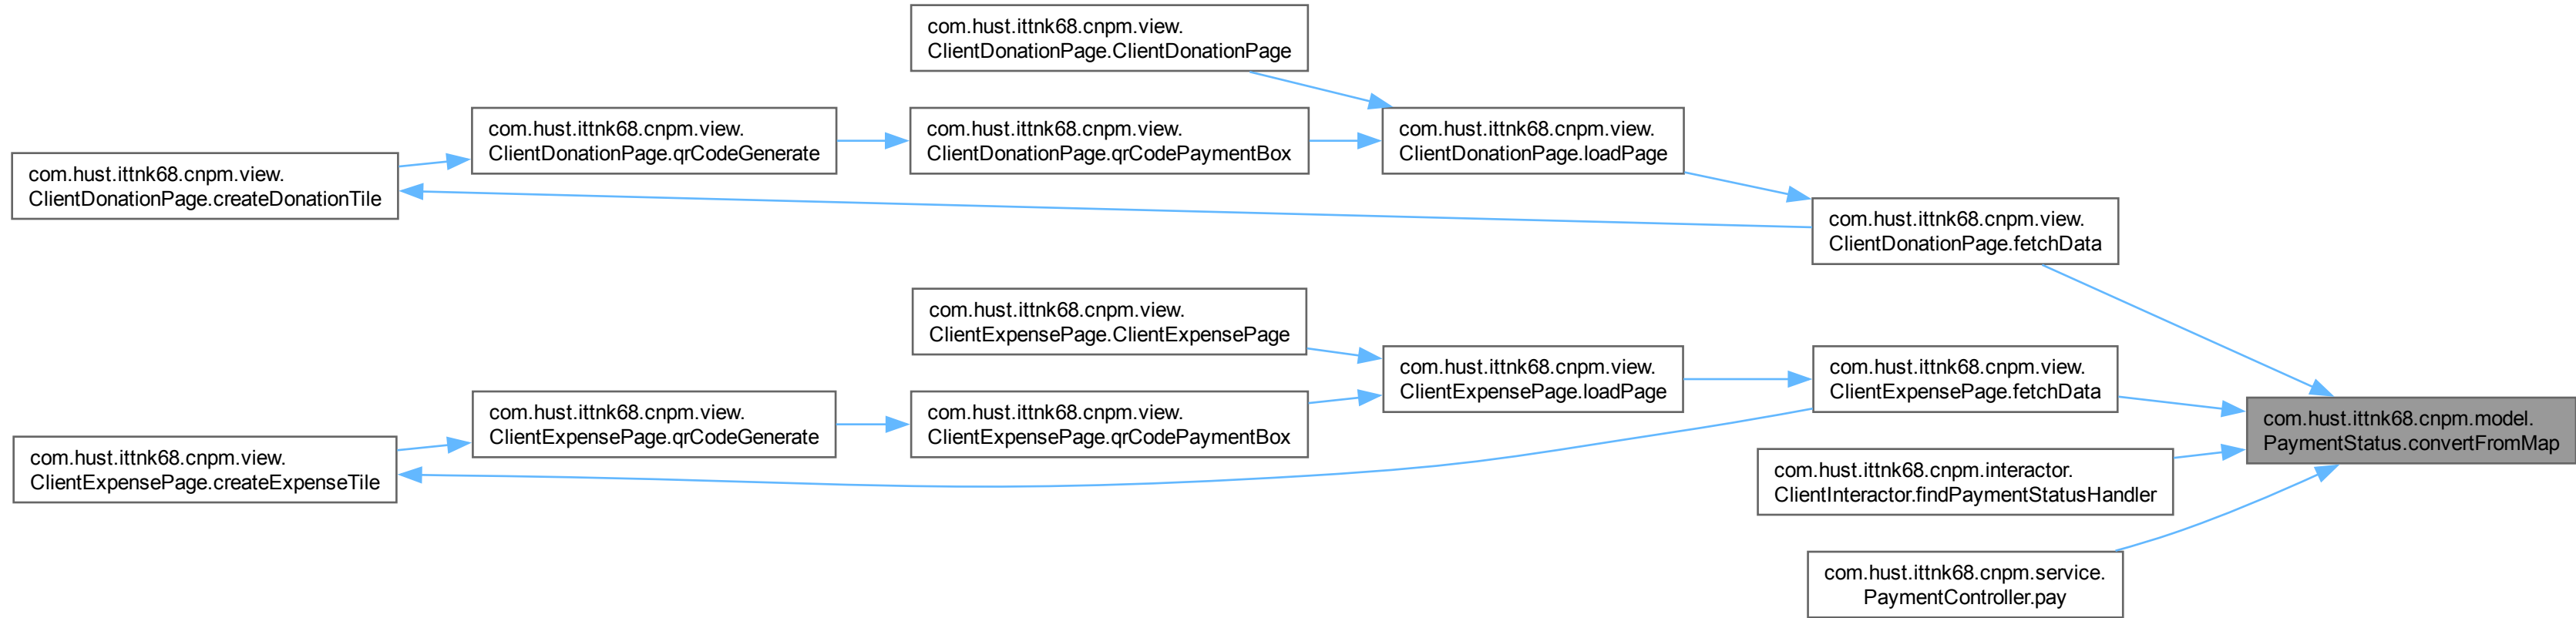 com.hust.ittnk68.cnpm.view.
ClientDonationPage.ClientDonationPage
com.hust.ittnk68.cnpm.view.
ClientDonationPage.qrCodeGenerate
com.hust.ittnk68.cnpm.view.
ClientDonationPage.qrCodePaymentBox
com.hust.ittnk68.cnpm.view.
ClientDonationPage.loadPage
com.hust.ittnk68.cnpm.view.
ClientDonationPage.createDonationTile
com.hust.ittnk68.cnpm.view.
ClientDonationPage.fetchData
com.hust.ittnk68.cnpm.view.
ClientExpensePage.ClientExpensePage
com.hust.ittnk68.cnpm.view.
ClientExpensePage.loadPage
com.hust.ittnk68.cnpm.view.
ClientExpensePage.fetchData
com.hust.ittnk68.cnpm.view.
ClientExpensePage.qrCodeGenerate
com.hust.ittnk68.cnpm.view.
ClientExpensePage.qrCodePaymentBox
com.hust.ittnk68.cnpm.model.
PaymentStatus.convertFromMap
com.hust.ittnk68.cnpm.view.
ClientExpensePage.createExpenseTile
com.hust.ittnk68.cnpm.interactor.
ClientInteractor.findPaymentStatusHandler
com.hust.ittnk68.cnpm.service.
PaymentController.pay